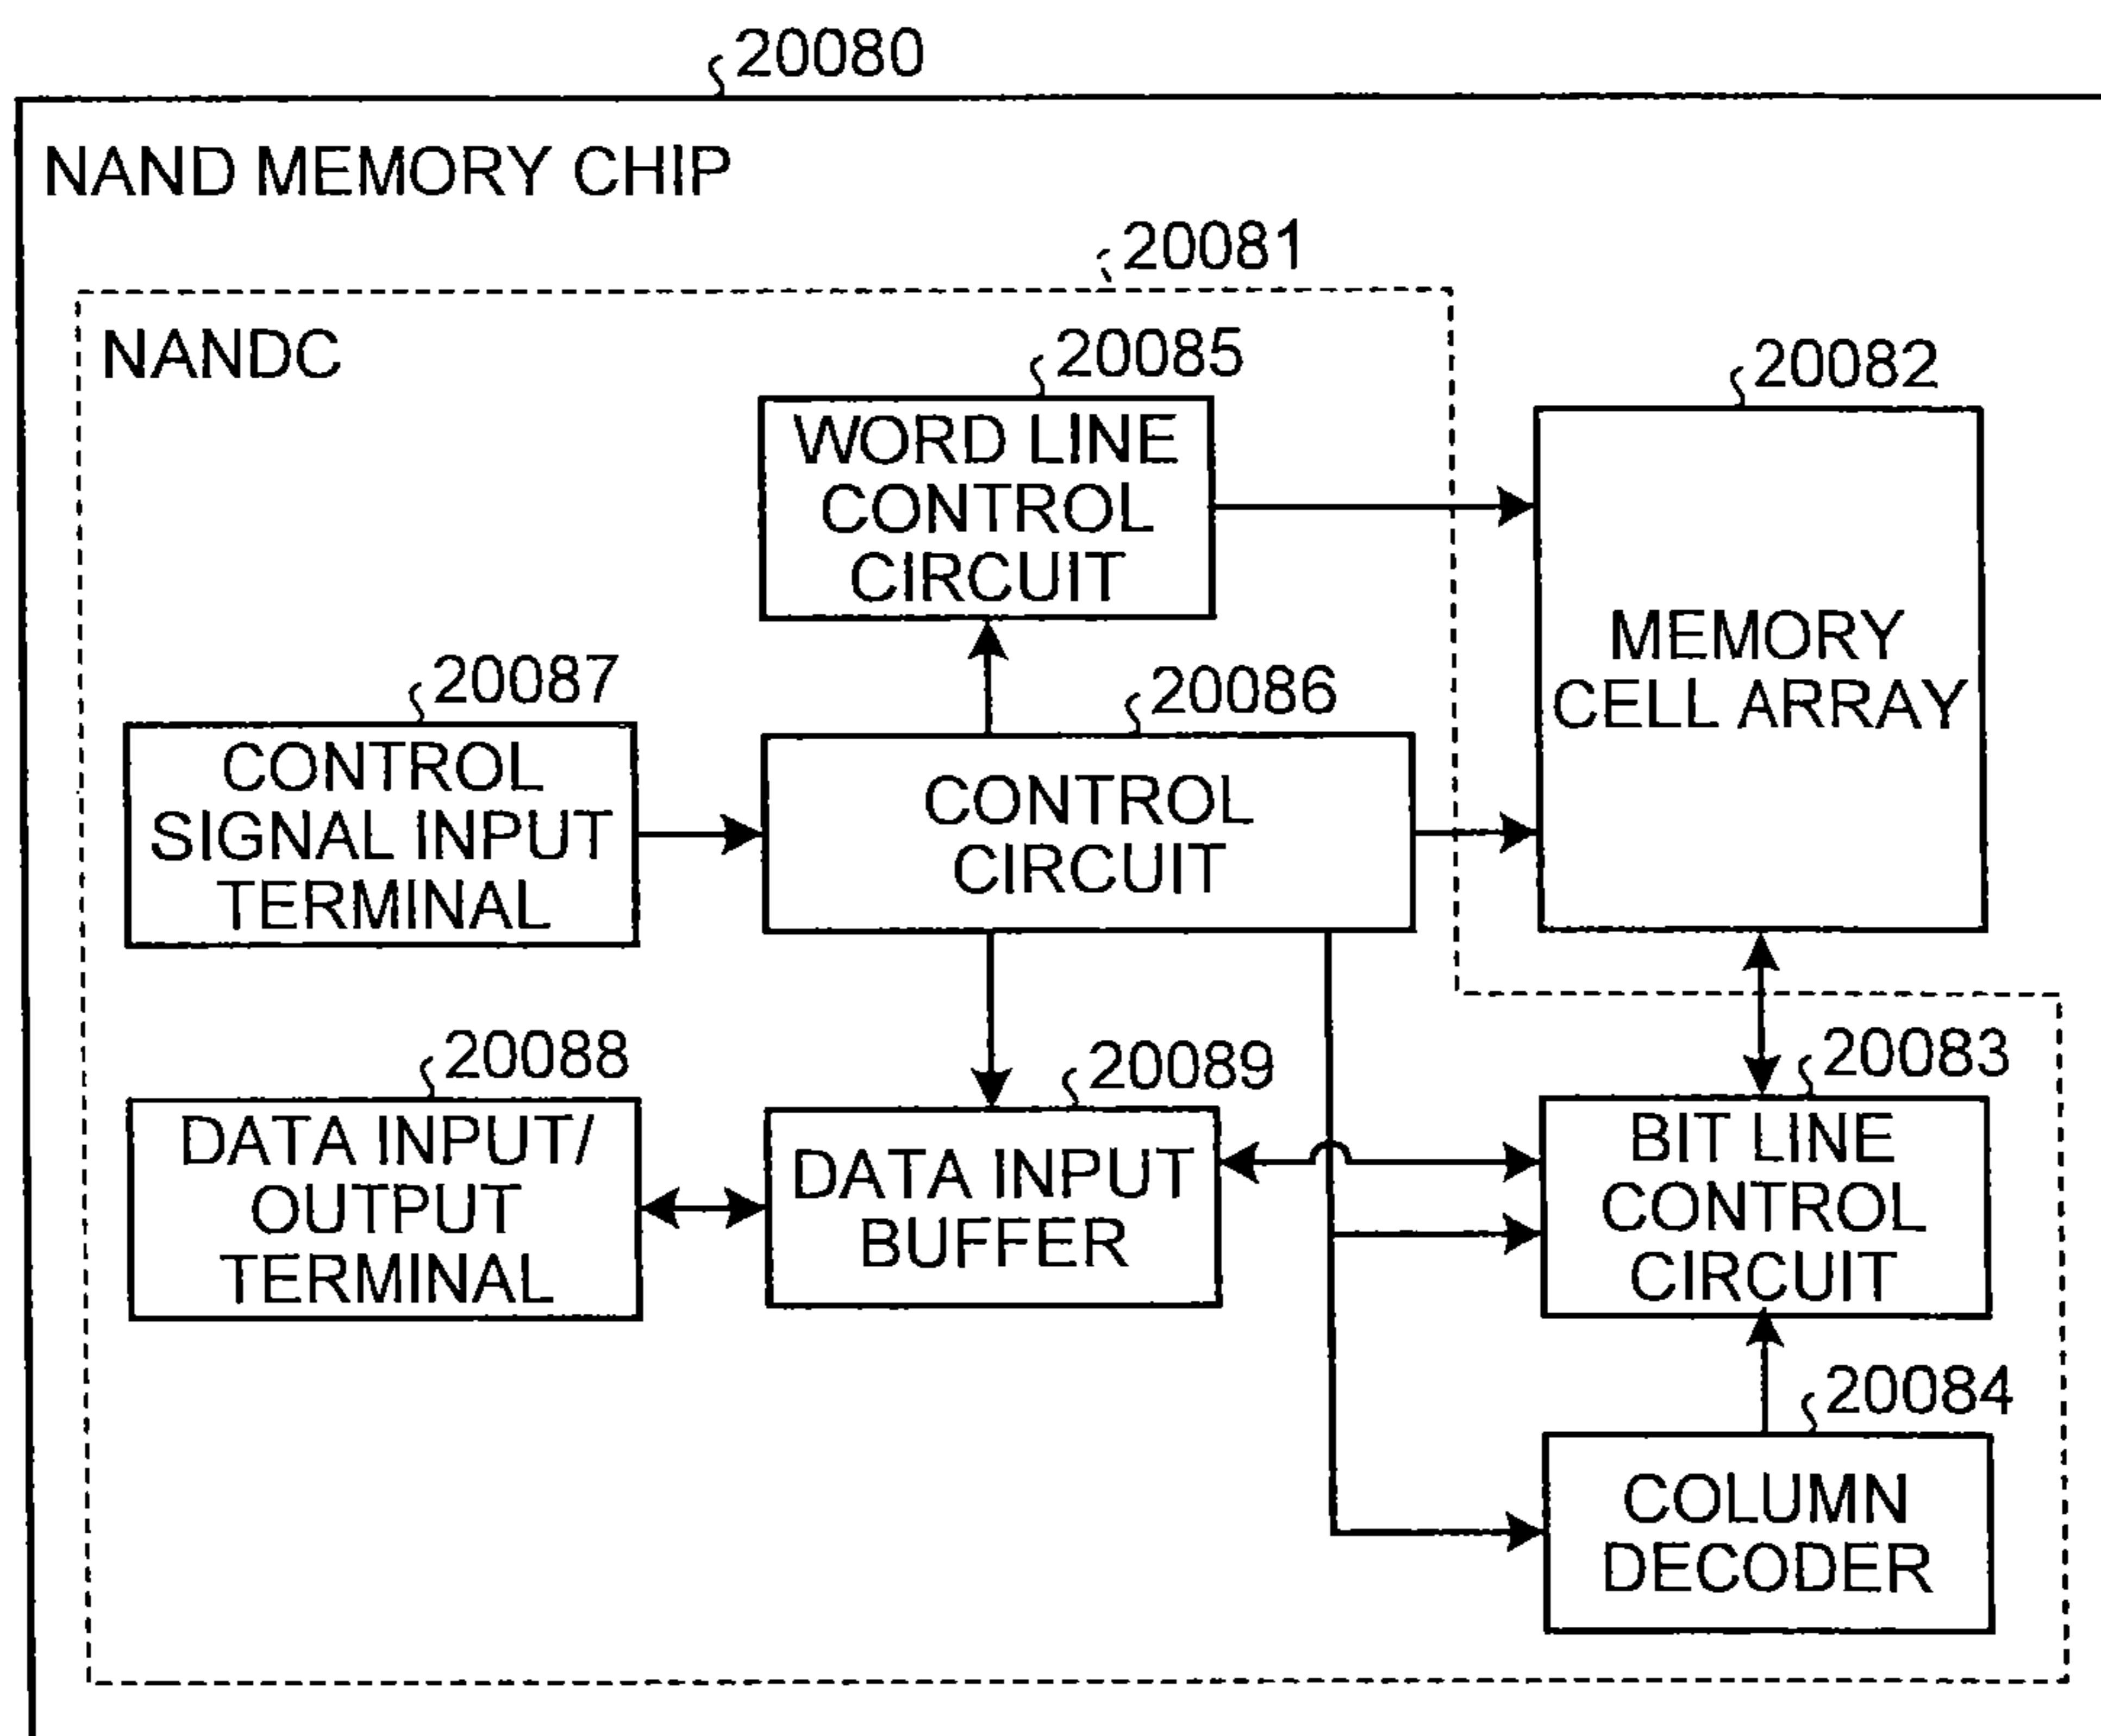 20080
NAND MEMORY CHIP
20081
NANDC
20085
WORD LINE
CONTROL
CIRCUIT
20082
MEMORY
CELL ARRAY
20087
CONTROL
SIGNAL INPUT
TERMINAL
20086
CONTROL
CIRCUIT
20088
DATA INPUT/
OUTPUT
TERMINAL
20089
DATA INPUT
BUFFER
20083
BIT LINE
CONTROL
CIRCUIT
20084
COLUMN
DECODER